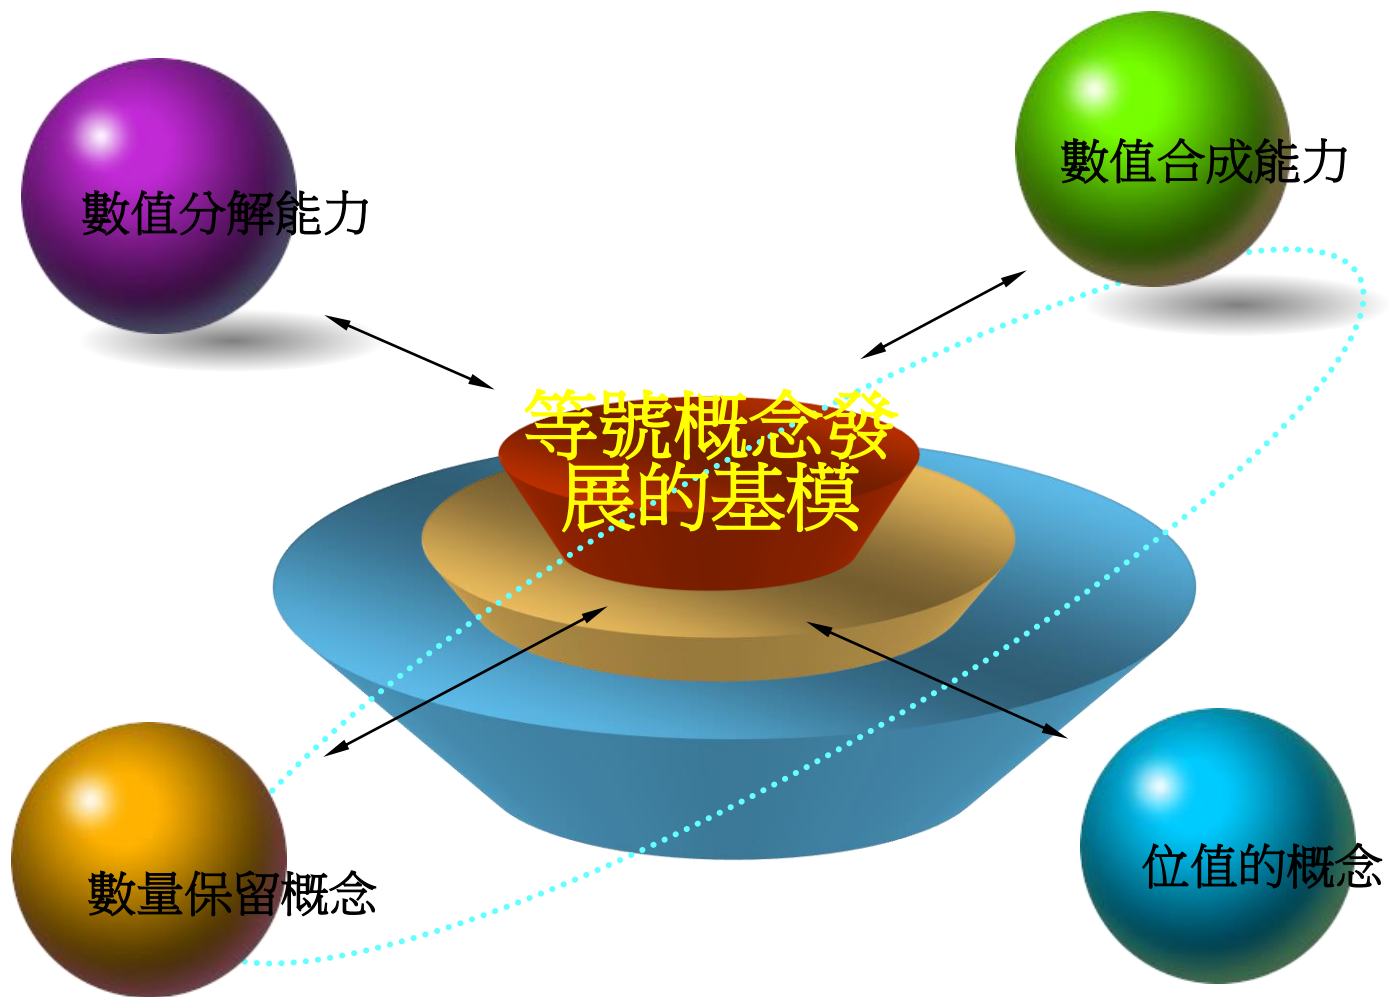 數值合成能力
數值分解能力
等號概念發
展的基模
位值的概念
數量保留概念